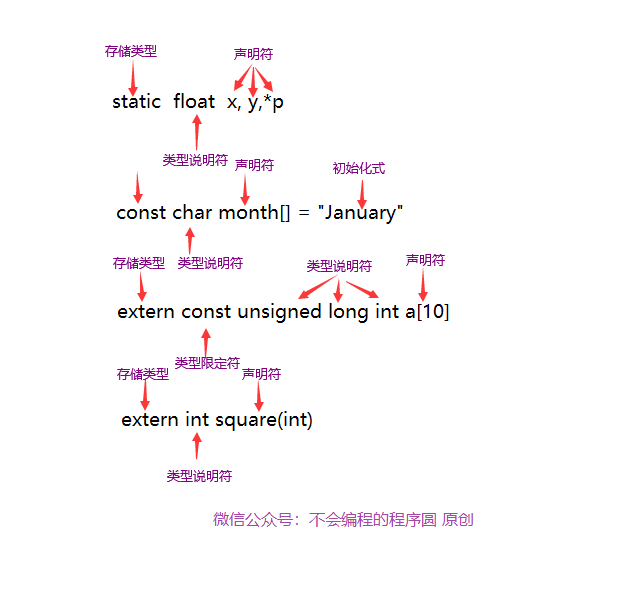 存储类型 声明符
static float x, y,*p
类型说明符 声明符 初始化式
const char month[] = "January"
存储类型 类型说明符 类型说明符 声明符
extern const unsigned long int a[10]
类型限定符
存储类型 声明符
extern int square(int)
类型说明符
微信公众号：不会编程的程序圆 原创